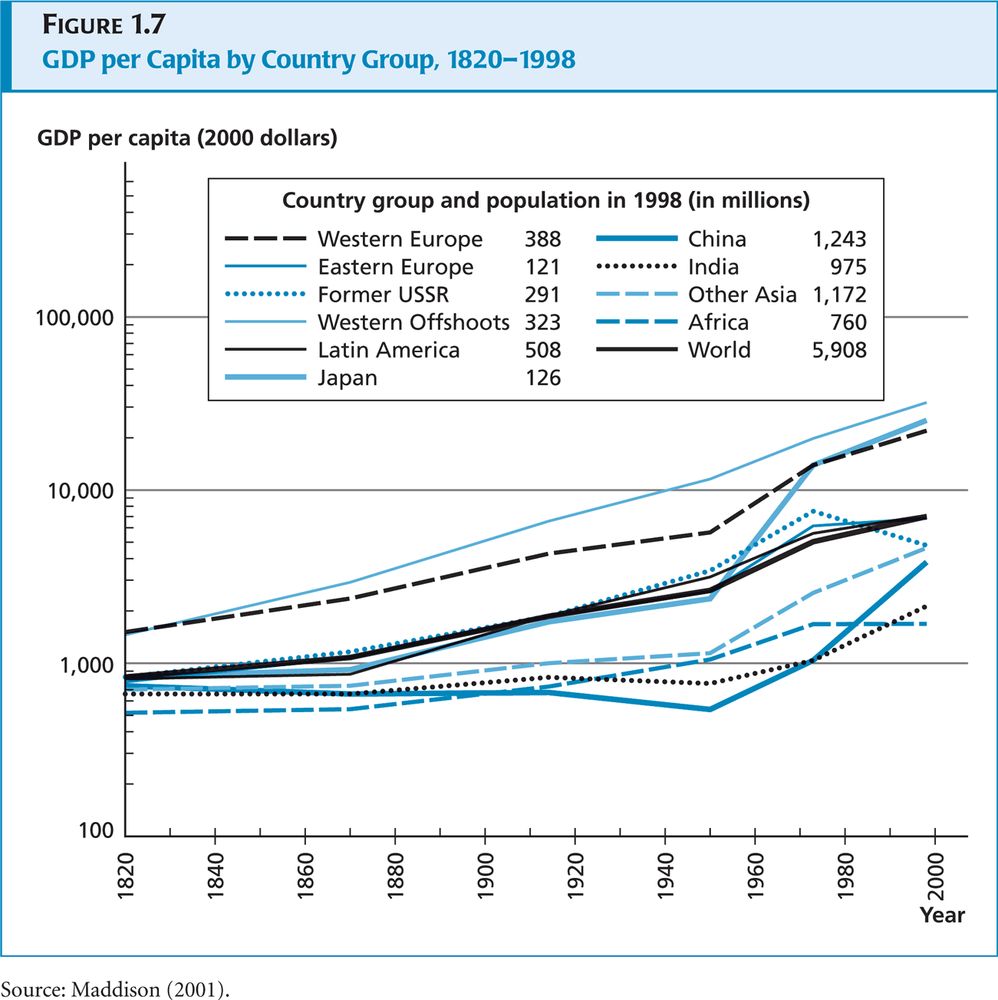 FIGURE 1.7
GDP per Capita by Country Group, 1820–1998
GDP per capita (2000 dollars)
Country group and population in 1998 (in millions)
Western Europe 388 China 1,243
Eastern Europe 121 India 975
Former USSR 291 Other Asia 1,172
Western Offshoots 323 Africa 760
Latin America 508 World 5,908
Japan 126
100,000
10,000
1,000
100
1820 1840 1860 1880 1900 1920 1940 1960 1980 2000
Year
Source: Maddison (2001).